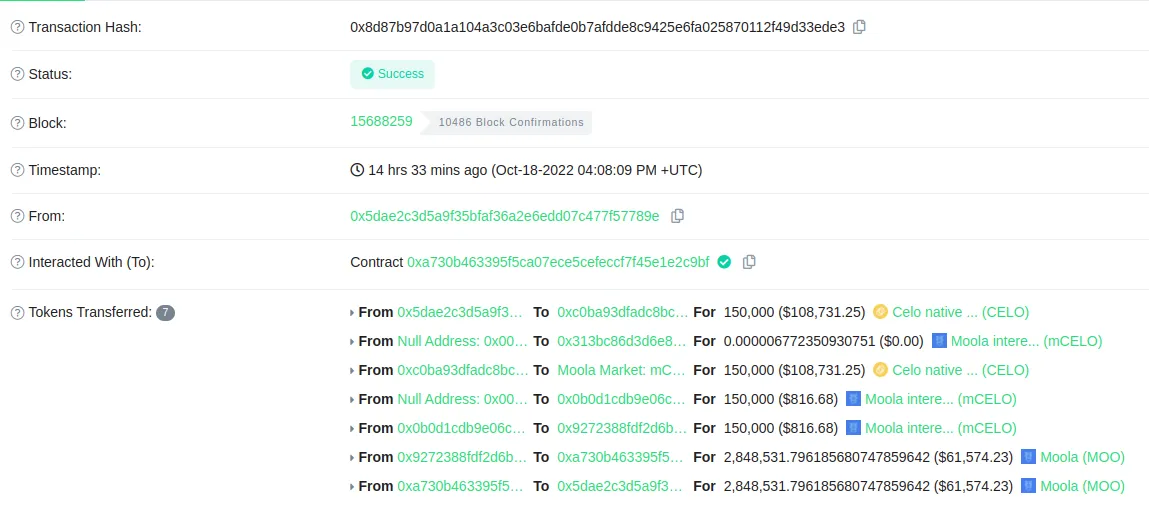 Transaction Hash: 0x8d87b97d0a1a104a3c03e6bafde0b7afdde8c9425e6fa025870112f49d33ede3
Status: Success
Block: 15688259 10486 Block Confirmations
Timestamp: 14 hrs 33 mins ago (Oct-18-2022 04:08:09 PM +UTC)
From: 0x5dae2c3d5a9f35bfaf36a2e6edd07c477f57789e
Interacted With (To): Contract 0xa730b463395f5ca07ece5cefeccf7f45e1e2c9bf
Tokens Transferred: 7 From 0x5dae2c3d5a9f3... To 0xc0ba93dfadc8bc... For 150,000 ($108,731.25) Celo native ... (CELO)
From Null Address: 0x00... To 0x313bc86d3d6e8... For 0.000006772350930751 ($0.00) Moola intere... (mCELO)
From 0xc0ba93dfadc8bc... To Moola Market: mC... For 150,000 ($108,731.25) Celo native ... (CELO)
From Null Address: 0x00... To 0x0b0d1cdb9e06c... For 150,000 ($816.68) Moola intere... (mCELO)
From 0x0b0d1cdb9e06c... To 0x9272388fdf2d6b... For 150,000 ($816.68) Moola intere... (mCELO)
From 0x9272388fdf2d6b... To 0xa730b463395f5... For 2,848,531.796185680747859642 ($61,574.23) Moola (MOO)
From 0xa730b463395f5... To 0x5dae2c3d5a9f3... For 2,848,531.796185680747859642 ($61,574.23) Moola (MOO)